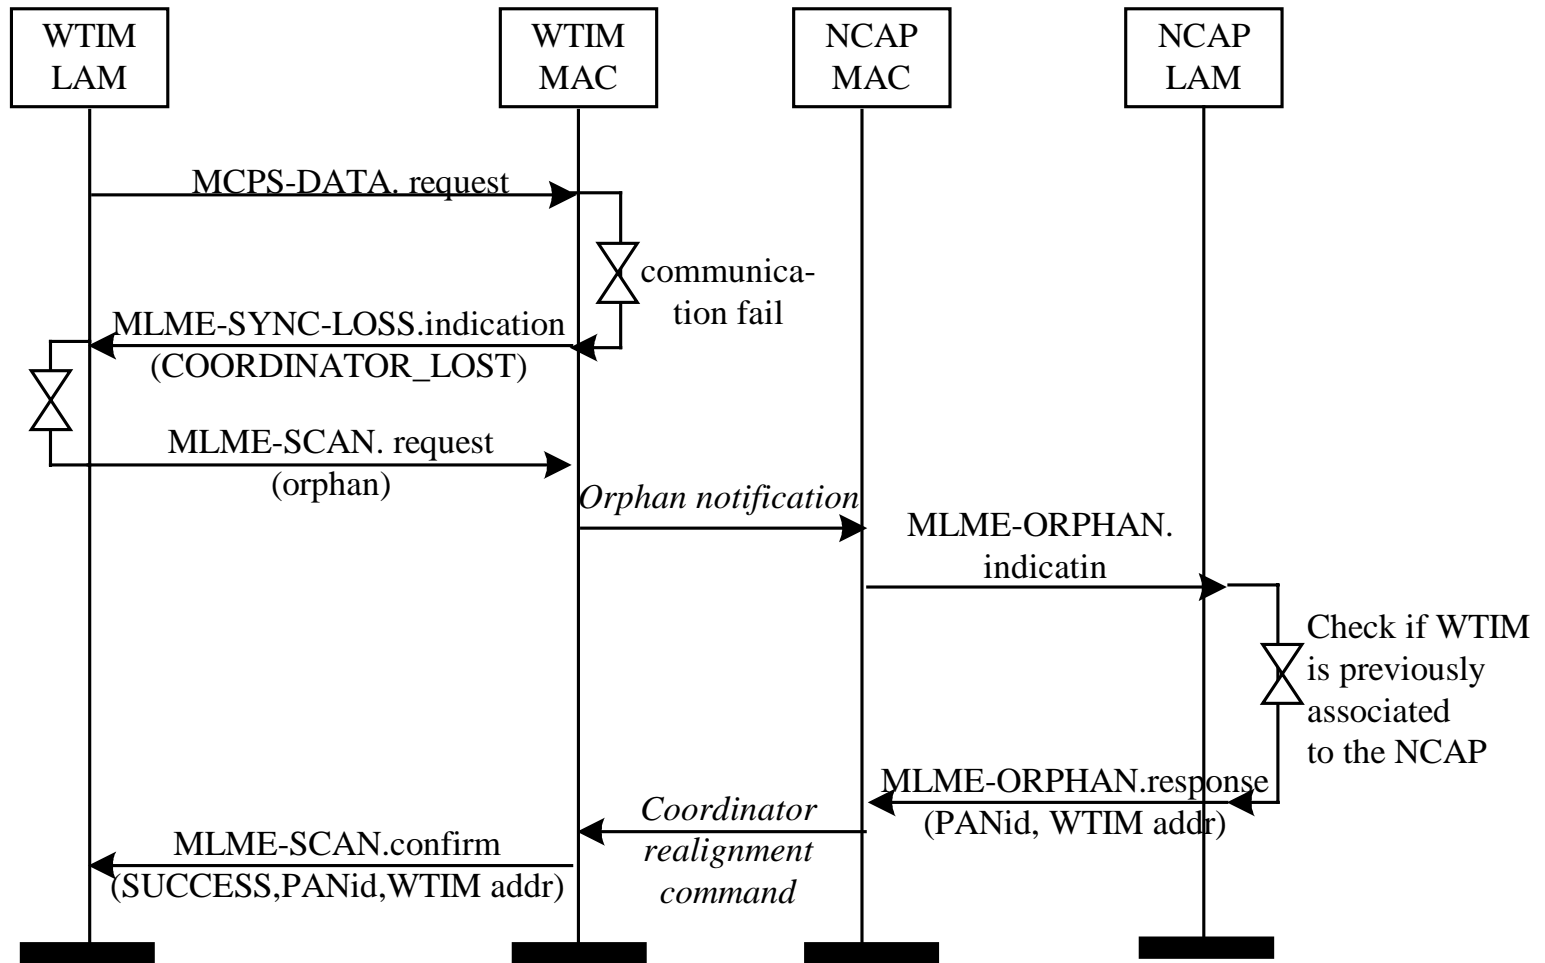 WTIM
LAM
WTIM
MAC
NCAP
MAC
NCAP
LAM
MCPS-DATA. request
communica-
tion fail
MLME-SYNC-LOSS.indication
(COORDINATOR_LOST)
MLME-SCAN. request
(orphan)
Orphan notification
MLME-ORPHAN.
indicatin
Check if WTIM
is previously
associated
to the NCAP
MLME-ORPHAN.response
(PANid, WTIM addr)
Coordinator
realignment
command
MLME-SCAN.confirm
(SUCCESS,PANid,WTIM addr)